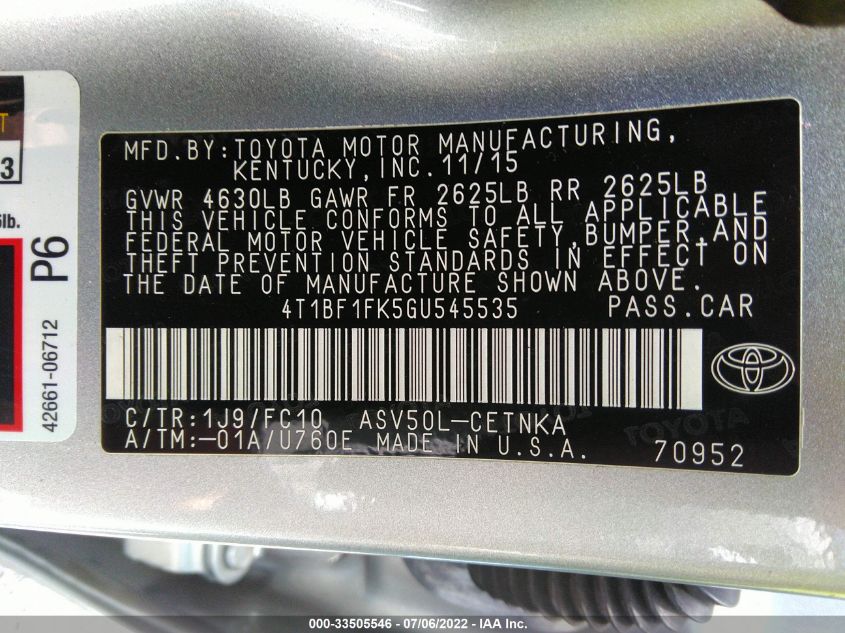 T
3
lb.
P6
42661-06712
MFD.BY:TOYOTA MOTOR MANUFACTURING,
KENTUCKY,INC.11/15
GVWR 4630LB GAWR FR 2625LB RR 2625LB
THIS VEHICLE CONFORMS TO ALL APPLICABLE
FEDERAL MOTOR VEHICLE SAFETY,BUMPER,AND
THEFT PREVENTION STANDARDS IN EFFECT ON
THE DATE OF MANUFACTURE SHOWN ABOVE.
4T1BF1FK5GU545535 PASS.CAR
C/TR:1J9/FC10 ASV50L-CETNKA
A/TM:-01A/U760E MADE IN U.S.A. 70952
000-33505546 - 07/06/2022 - IAA Inc.